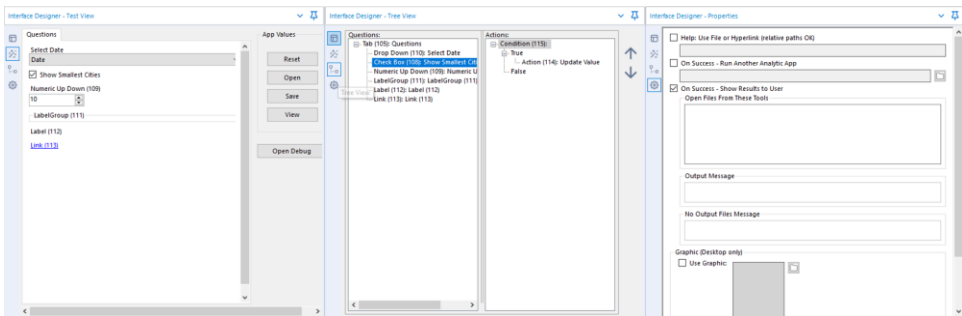 Interface Designer - Test View
Questions
Select Date
Date
Show Smallest Cities
Numeric Up Down (109)
10
LabelGroup (111)
Label (112)
Link (113)
App Values
Reset
Open
Save
View
Open Debug
Interface Designer - Tree View
Questions:
Tab (105): Questions
Drop Down (110): Select Date
Check Box (108): Show Smallest Citi
Numeric Up Down (109): Numeric U
LabelGroup (111): LabelGroup (111)
Label (112): Label (112)
Link (113): Link (113)
Tree View
Actions:
Condition (115):
True
Action (114): Update Value
False
Interface Designer - Properties
Help: Use File or Hyperlink (relative paths OK)
On Success - Run Another Analytic App
On Success - Show Results to User
Open Files From These Tools
Output Message
No Output Files Message
Graphic (Desktop only)
Use Graphic: